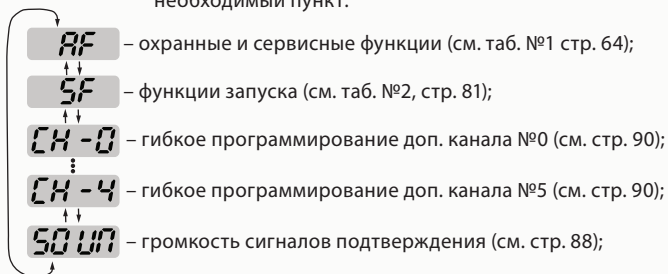 необходимый пункт:
AF – охранные и сервисные функции (см. таб. №1 стр. 64);
SF – функции запуска (см. таб. №2, стр. 81);
CH -0 – гибкое программирование доп. канала №0 (см. стр. 90);
CH -4 – гибкое программирование доп. канала №5 (см. стр. 90);
SOUn – громкость сигналов подтверждения (см. стр. 88);